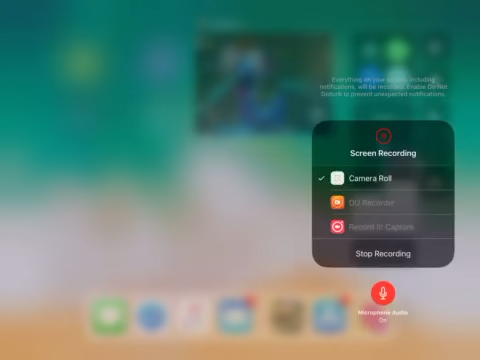 Everything on your screen, including
notifications, will be recorded. Enable Do Not
Disturb to prevent unexpected notifications.
Screen Recording
Camera Roll
DU Recorder
Record it! Capture
Stop Recording
Microphone Audio
On